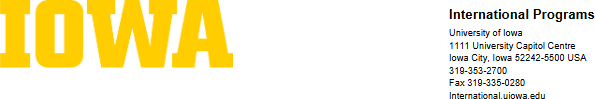 IOWA
International Programs
University of Iowa
1111 University Capitol Centre
Iowa City, Iowa 52242-5500 USA
319-353-2700
Fax 319-335-0280
International.uiowa.edu